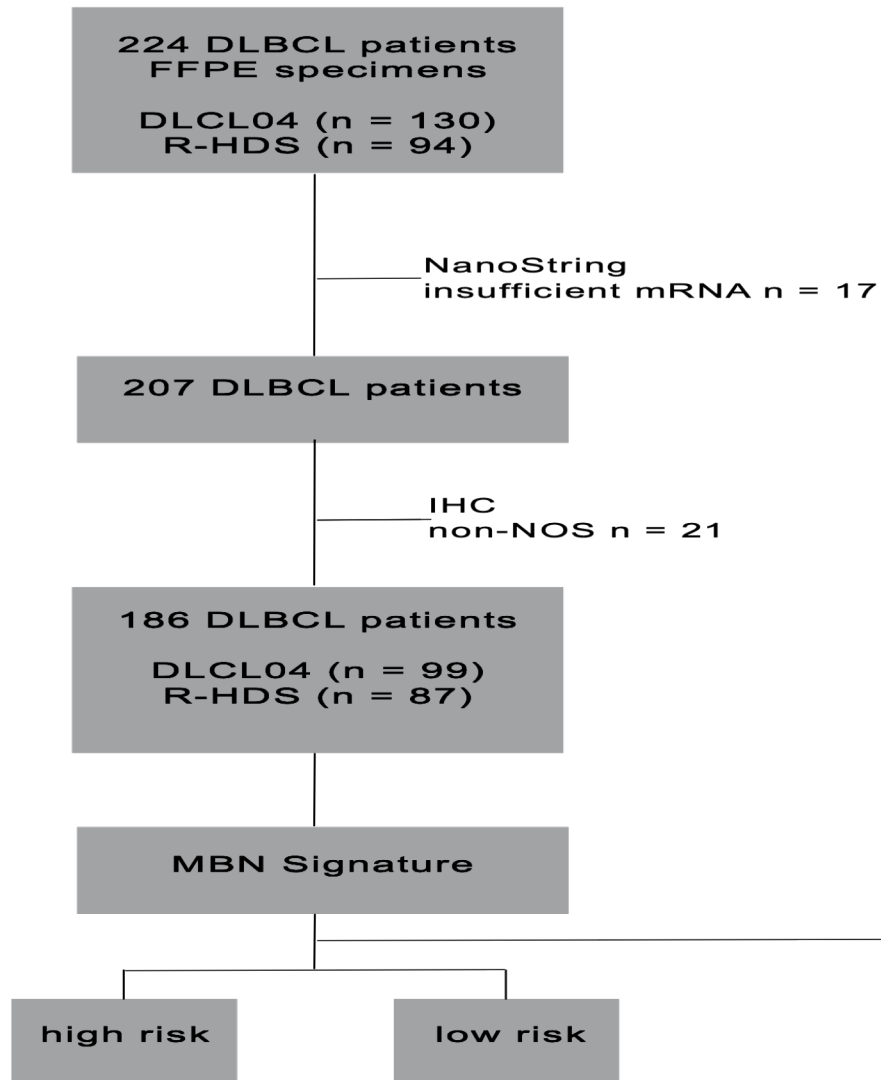 224 DLBCL patients
FFPE specimens
DLCL04 (n = 130)
R-HDS (n = 94)
NanoString
insufficient mRNA n = 17
207 DLBCL patients
IHC
non-NOS n = 21
186 DLBCL patients
DLCL04 (n = 99)
R-HDS (n = 87)
MBN Signature
high risk
low risk